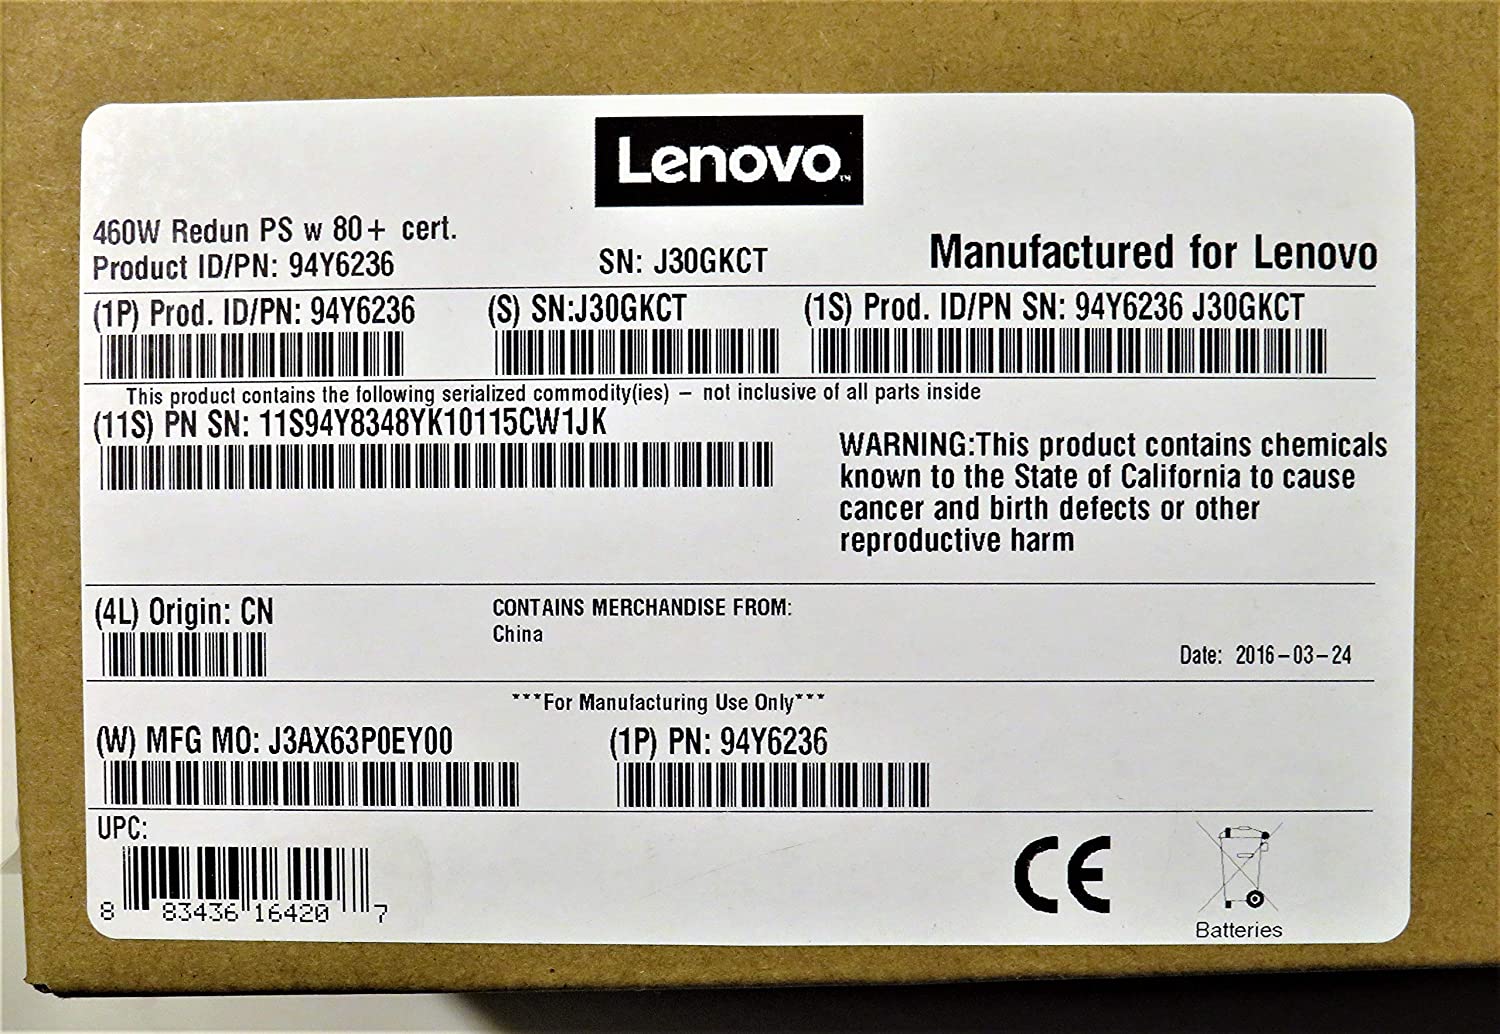 Lenovo™
460W Redun PS w 80+ cert.
Product ID/PN: 94Y6236
SN: J30GKCT
Manufactured for Lenovo
(1P) Prod. ID/PN: 94Y6236
(S) SN:J30GKCT
(1S) Prod. ID/PN SN: 94Y6236 J30GKCT
This product contains the following serialized commodity(ies) – not inclusive of all parts inside
(11S) PN SN: 11S94Y8348YK10115CW1JK
WARNING:This product contains chemicals
known to the State of California to cause
cancer and birth defects or other
reproductive harm
(4L) Origin: CN
CONTAINS MERCHANDISE FROM:
China
Date: 2016-03-24
***For Manufacturing Use Only***
(W) MFG MO: J3AX63P0EY00
(1P) PN: 94Y6236
UPC:
8 83436 16420 7
CE
Batteries